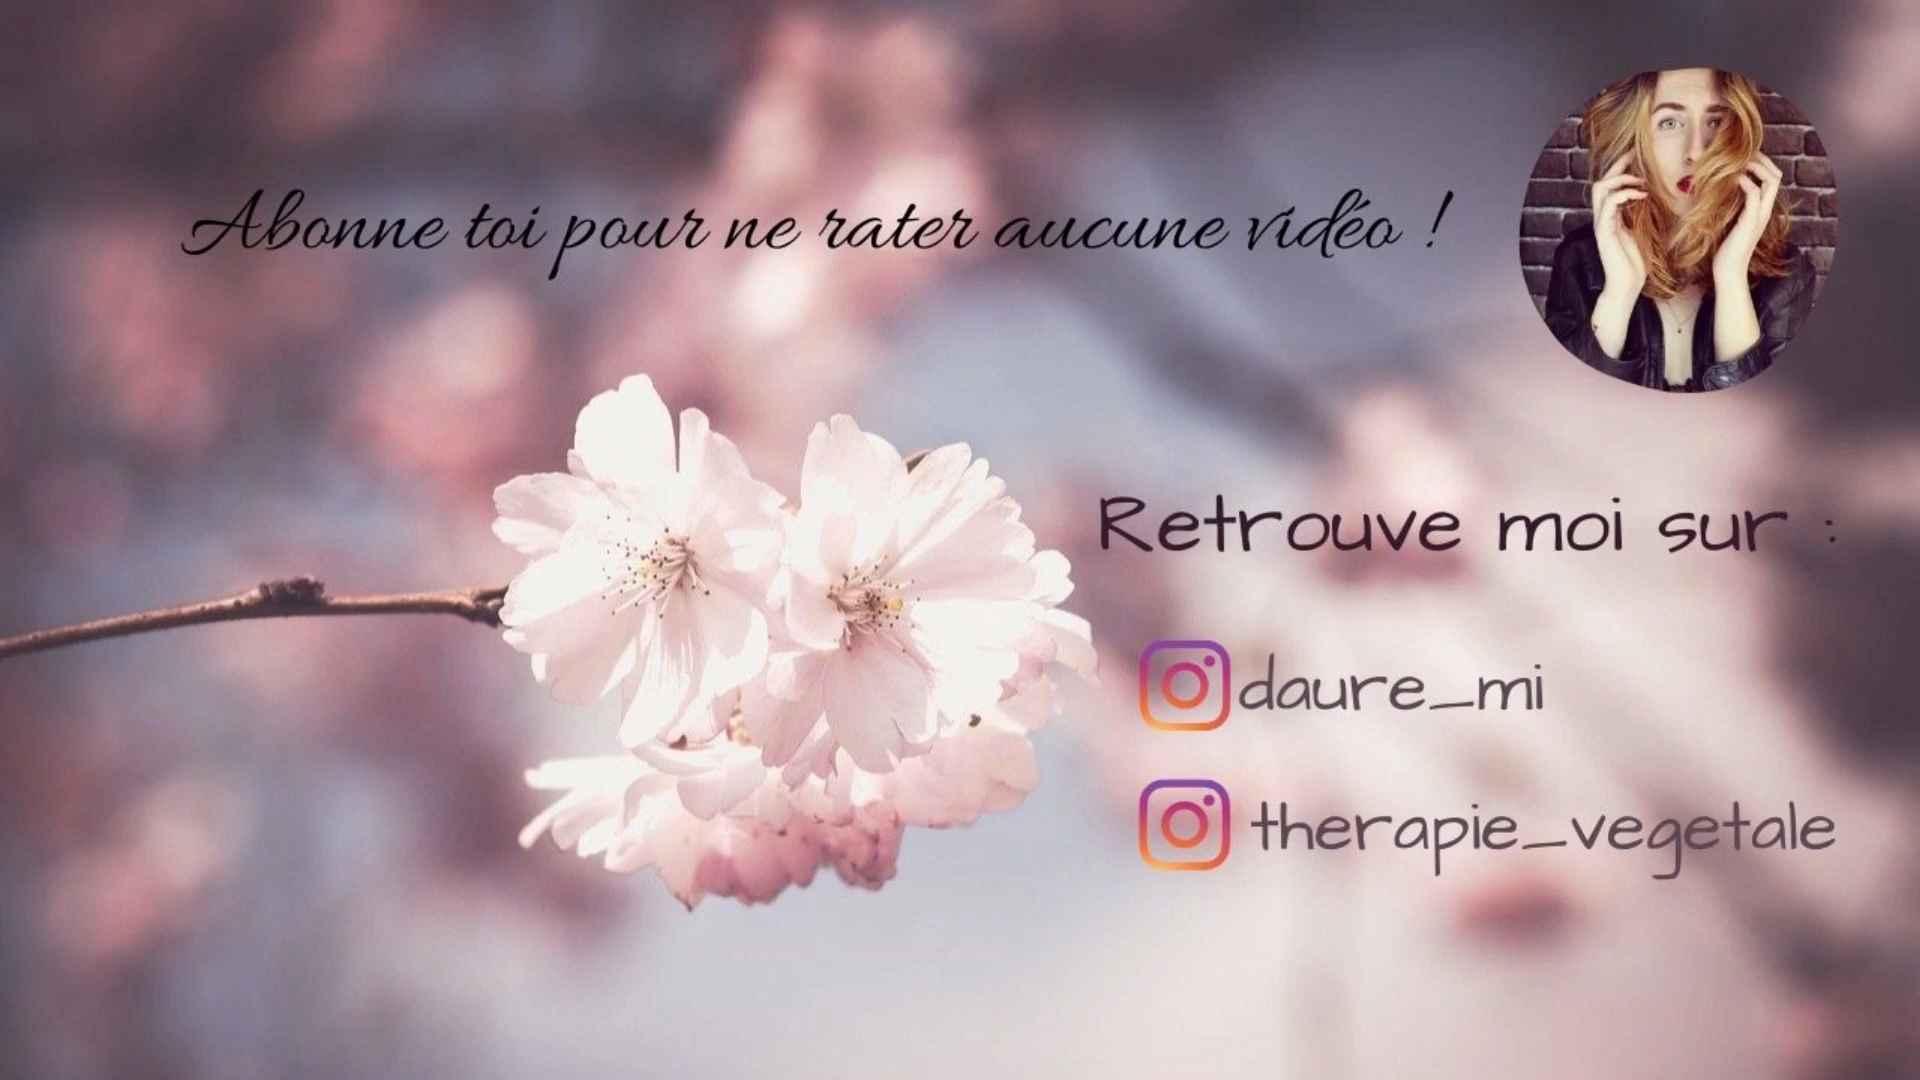 Abonne toi pour ne rater aucune vidéo !
Retrouve moi sur :
daure_mi
therapie_vegetale